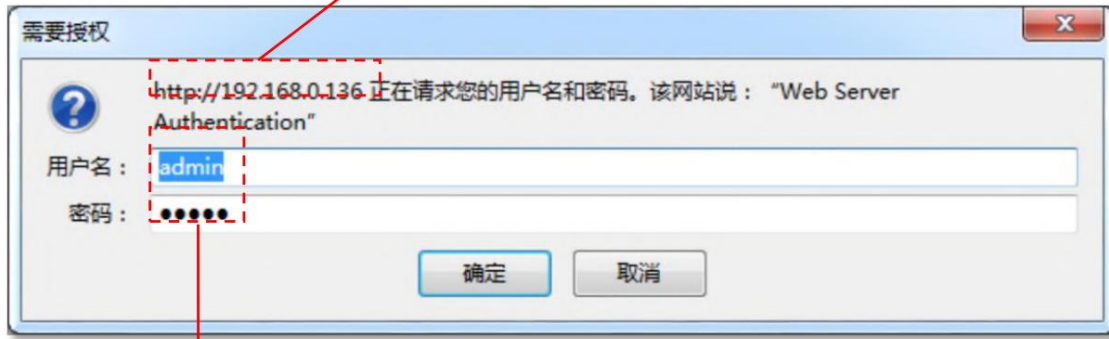 需要授权
http://192.168.0.136 正在请求您的用户名和密码。该网站说： “Web Server
Authentication”
用户名： admin
密码： ●●●●●
确定 取消